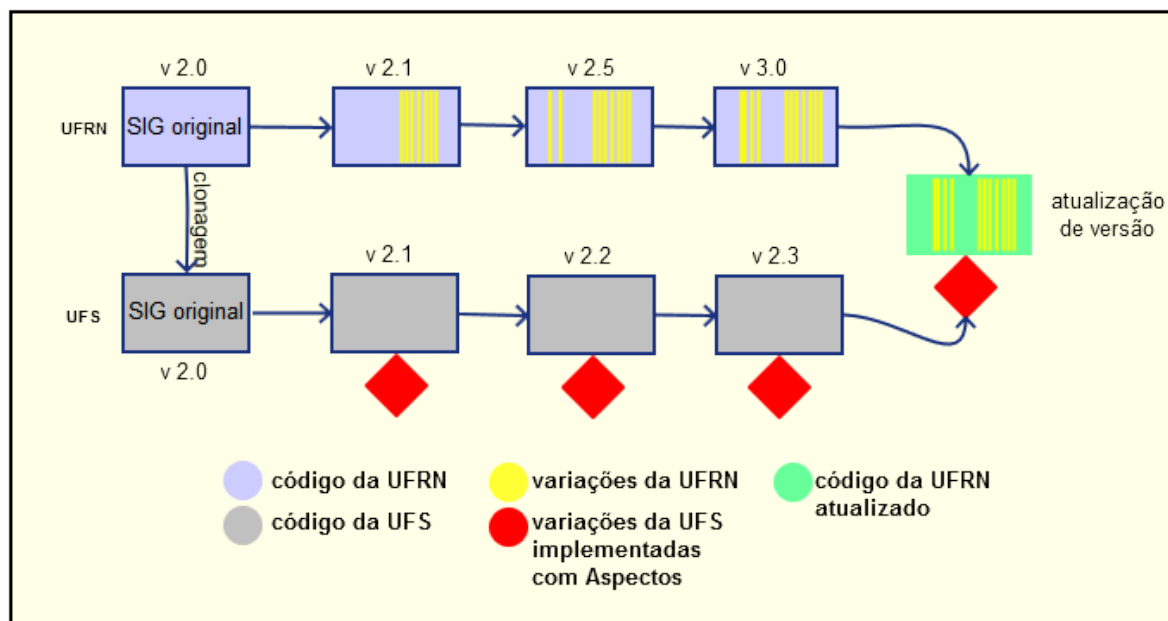 v 2.0
v 2.1
v 2.5
v 3.0
UFRN
SIG original
clonagem
atualização
de versão
v 2.1
v 2.2
v 2.3
UFS
SIG original
v 2.0
código da UFRN
código da UFS
variações da UFRN
variações da UFS
implementadas
com Aspectos
código da UFRN
atualizado